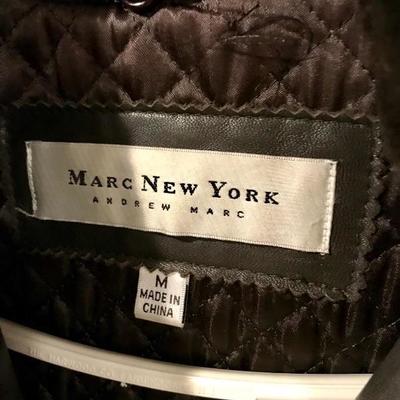 MARC NEW YORK
ANDREW MARC
M
MADE IN
CHINA